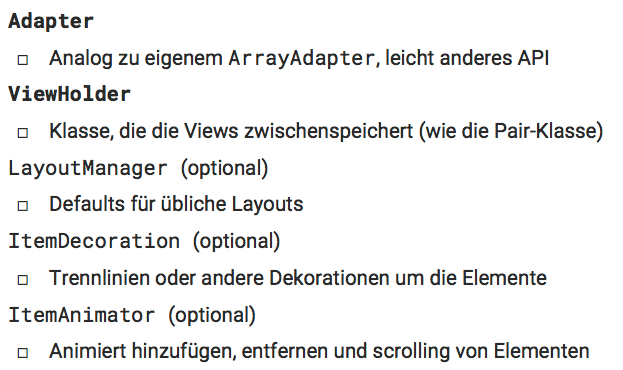 Adapter
▫ Analog zu eigenem ArrayAdapter, leicht anderes API
ViewHolder
▫ Klasse, die die Views zwischenspeichert (wie die Pair-Klasse)
LayoutManager (optional)
▫ Defaults für übliche Layouts
ItemDecoration (optional)
▫ Trennlinien oder andere Dekorationen um die Elemente
ItemAnimator (optional)
▫ Animiert hinzufügen, entfernen und scrolling von Elementen